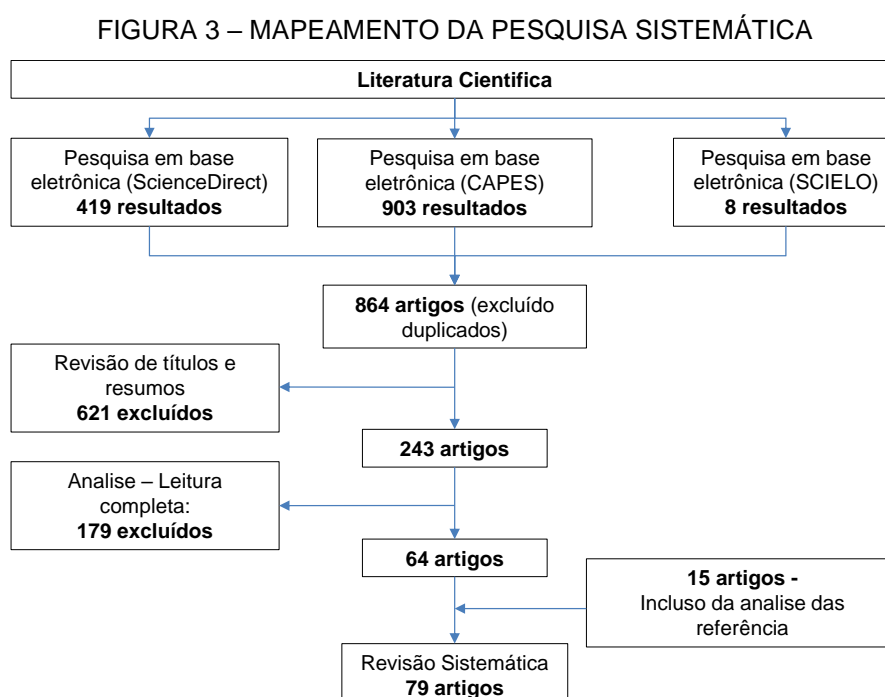 FIGURA 3 – MAPEAMENTO DA PESQUISA SISTEMÁTICA
Literatura Cientifica
Pesquisa em base
eletrônica (ScienceDirect)
419 resultados
Pesquisa em base
eletrônica (CAPES)
903 resultados
Pesquisa em base
eletrônica (SCIELO)
8 resultados
864 artigos (excluído
duplicados)
Revisão de títulos e
resumos
621 excluídos
243 artigos
Analise – Leitura
completa:
179 excluídos
64 artigos
15 artigos -
Incluso da analise das
referência
Revisão Sistemática
79 artigos